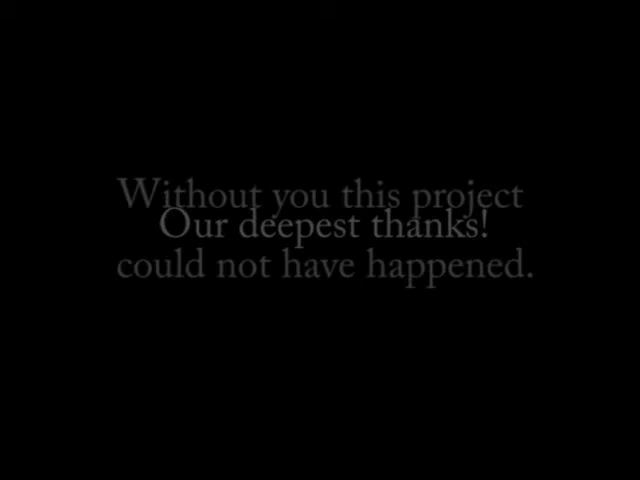 Without you this project
Our deepest thanks!
could not have happened.